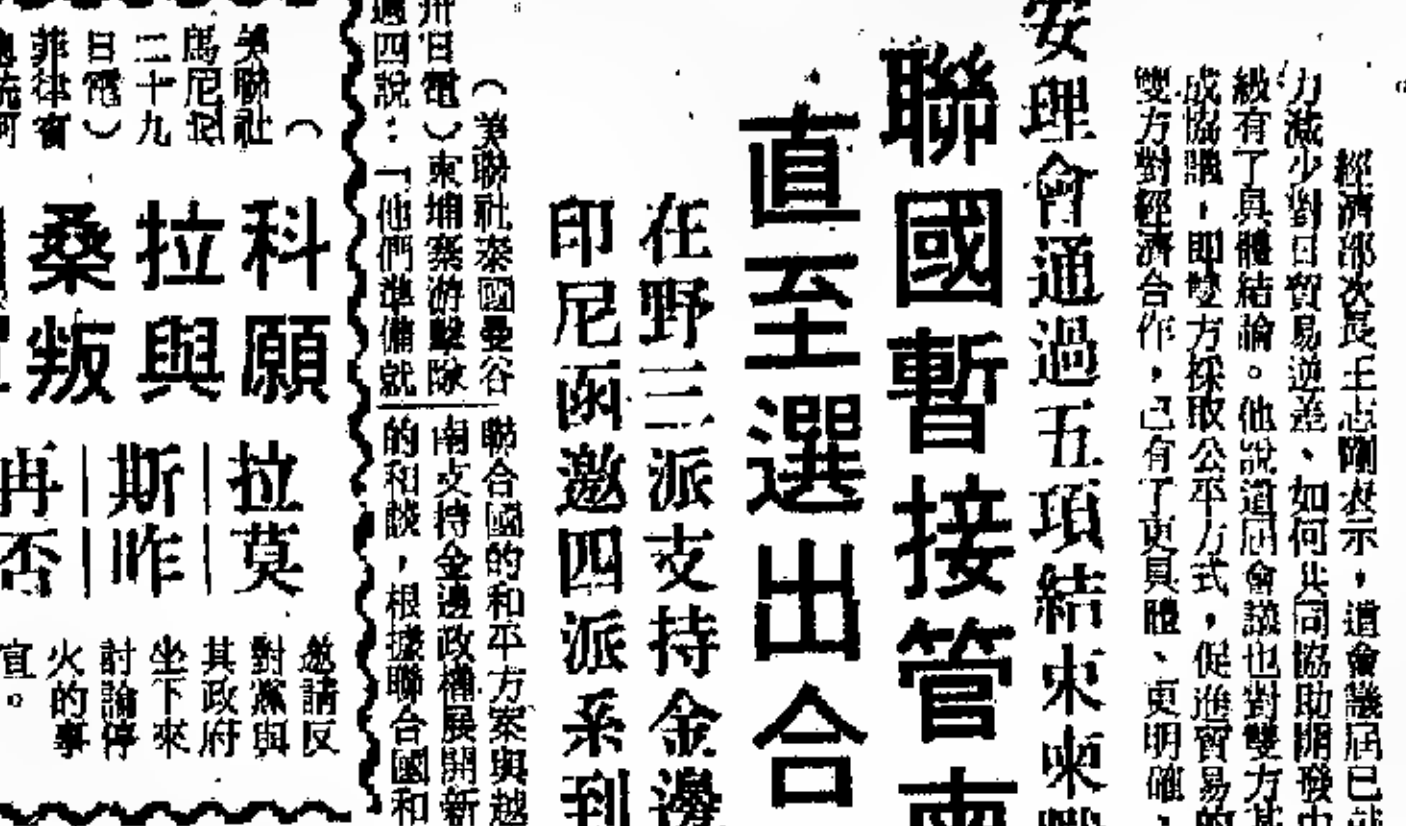 經濟部次長王志剛表示，這會議屆已就
力減少對日貿易逆差、如何共同協助開發中
級有了具體結論。他說這屆會議也對雙方基
成協議，即雙方採取公平方式，促進貿易的
雙方對經濟合作，已有了更具體、更明確
安理會通過五項結束柬
聯國暫接管柬
直至選出合
在野三派支持金邊
印尼函邀四派系到
（美聯社泰國曼谷
卅日電）柬埔寨游擊隊
週四說：「他們準備就
聯合國的和平方案與越
南支持金邊政權展開新
的和談，根據聯合國和
科願
拉與
桑叛
拉莫
斯昨
再否
（
美聯社
馬尼剌
二十九
日電）
菲律賓
邀請反
對黨與
其政府
坐下來
討論停
火的事
宜。